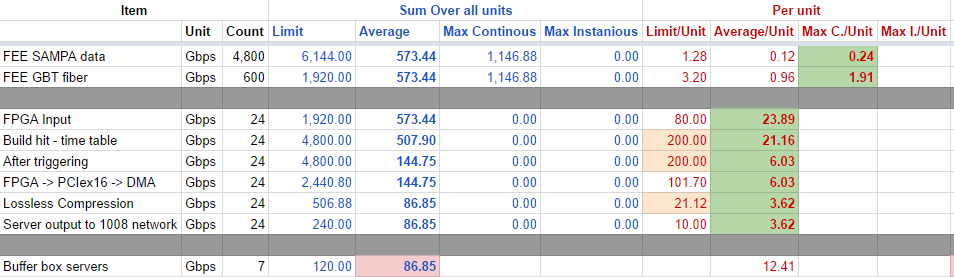 Item Sum Over all units Per unit
Unit Count Limit Average Max Continous Max Instanious Limit/Unit Average/Unit Max C./Unit Max I./Unit
FEE SAMPA data Gbps 4,800 6,144.00 573.44 1,146.88 0.00 1.28 0.12 0.24
FEE GBT fiber Gbps 600 1,920.00 573.44 1,146.88 0.00 3.20 0.96 1.91
FPGA Input Gbps 24 1,920.00 573.44 0.00 0.00 80.00 23.89
Build hit - time table Gbps 24 4,800.00 507.90 0.00 0.00 200.00 21.16
After triggering Gbps 24 4,800.00 144.75 0.00 0.00 200.00 6.03
FPGA -> PCIex16 -> DMA Gbps 24 2,440.80 144.75 0.00 0.00 101.70 6.03
Lossless Compression Gbps 24 506.88 86.85 0.00 0.00 21.12 3.62
Server output to 1008 network Gbps 24 240.00 86.85 0.00 0.00 10.00 3.62
Buffer box servers Gbps 7 120.00 86.85 12.41